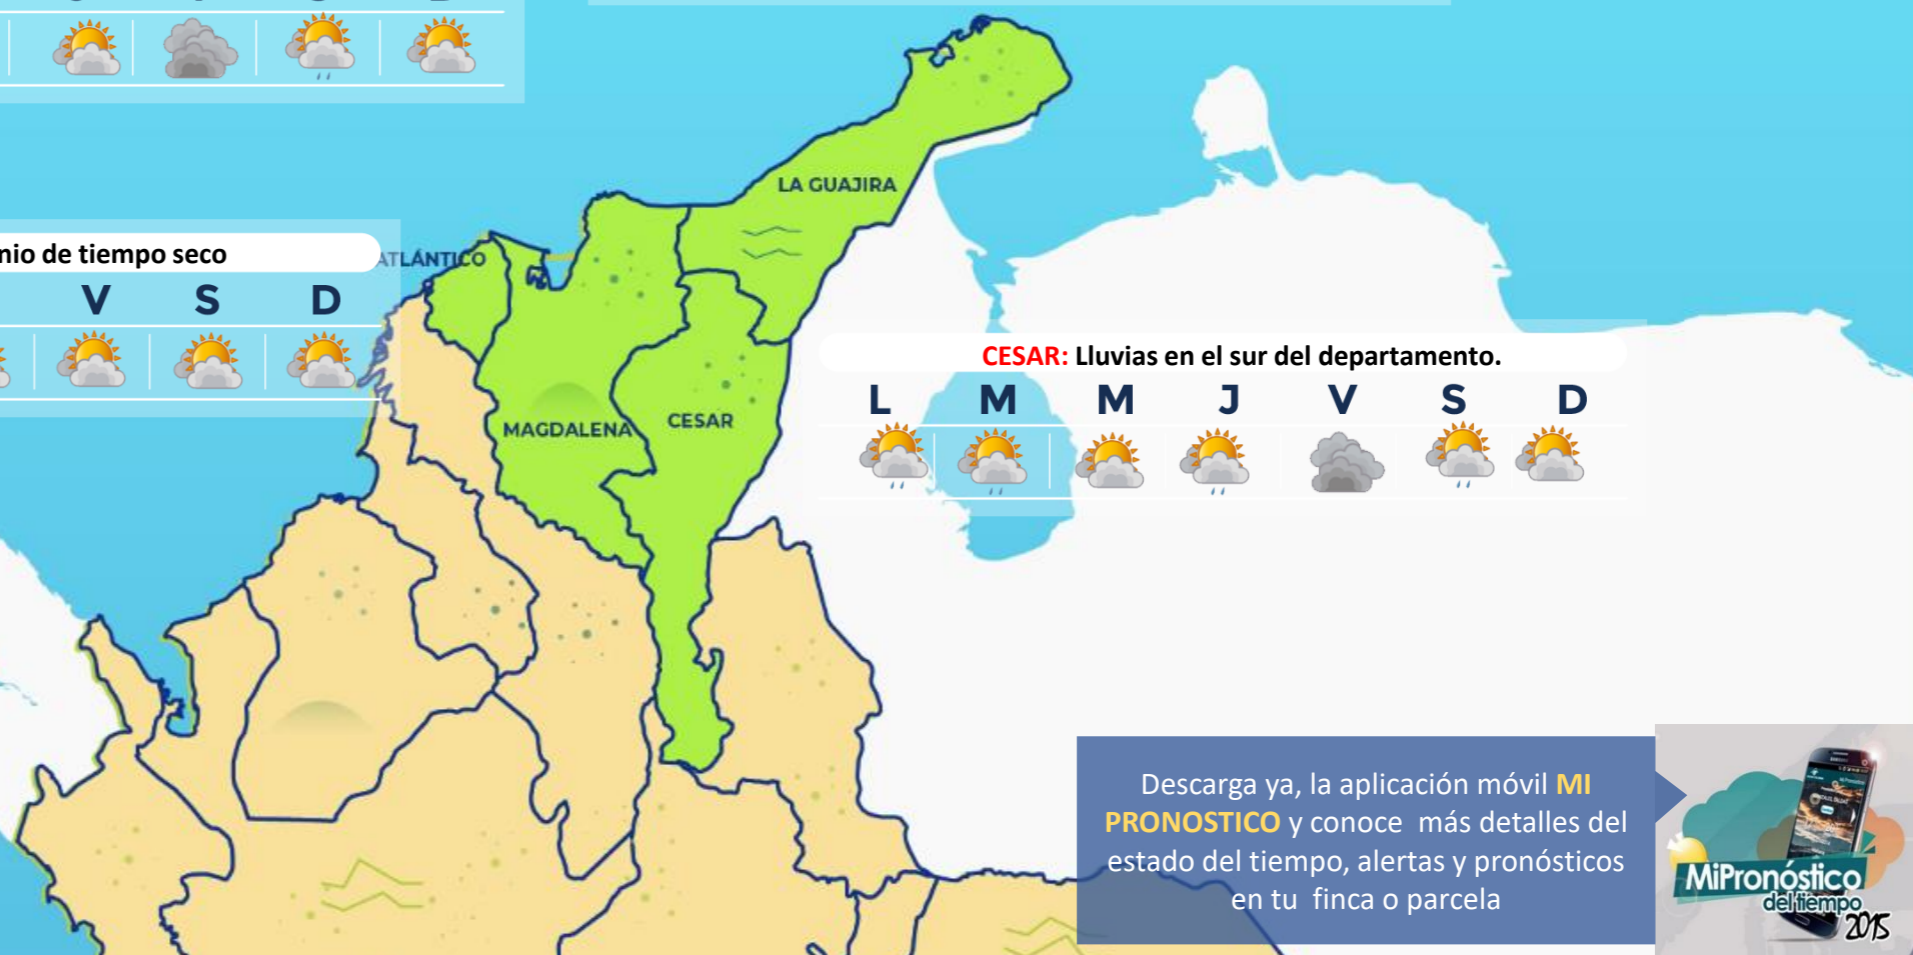 LA GUAJIRA
nio de tiempo seco
ATLÁNTICO
V S D
CESAR: Lluvias en el sur del departamento.
L M M J V S D
MAGDALENA
CESAR
Descarga ya, la aplicación móvil MI
PRONOSTICO y conoce más detalles del
estado del tiempo, alertas y pronósticos
en tu finca o parcela
MiPronóstico
del tiempo
2015